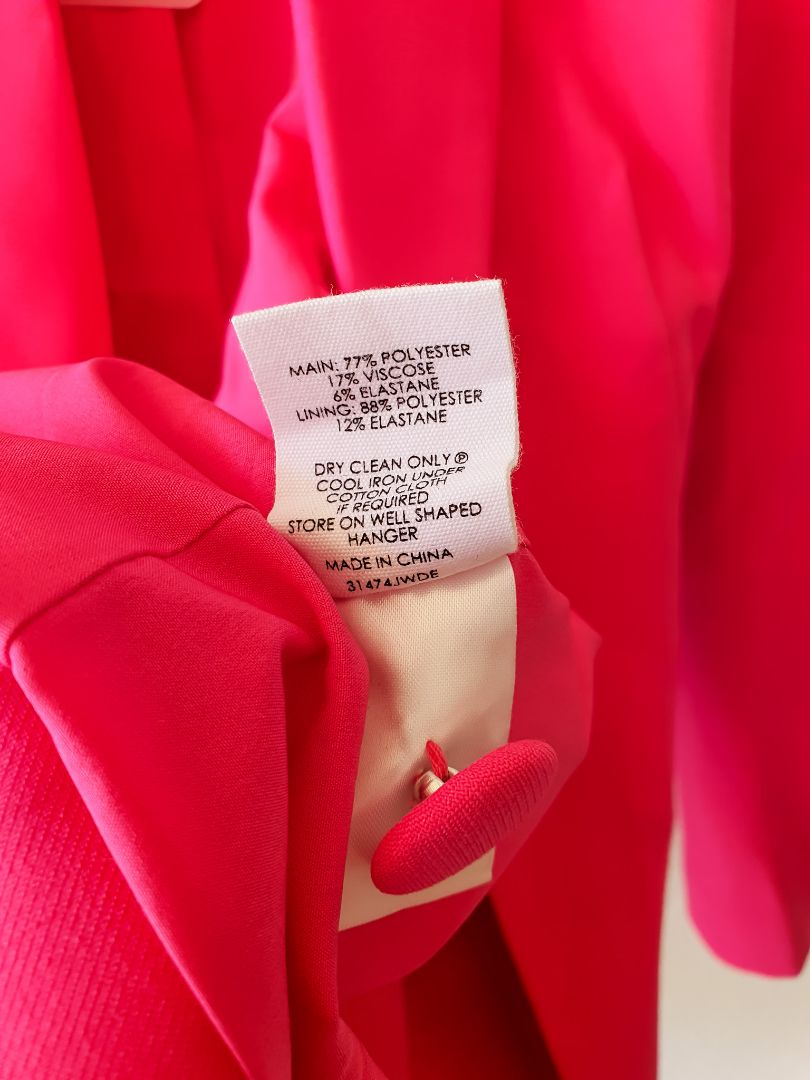 MAIN: 77% POLYESTER
17% VISCOSE
6% ELASTANE
LINING: 88% POLYESTER
12% ELASTANE
DRY CLEAN ONLY Ⓟ
COOL IRON UNDER
COTTON CLOTH
IF REQUIRED
STORE ON WELL SHAPED
HANGER
MADE IN CHINA
31474JWDE